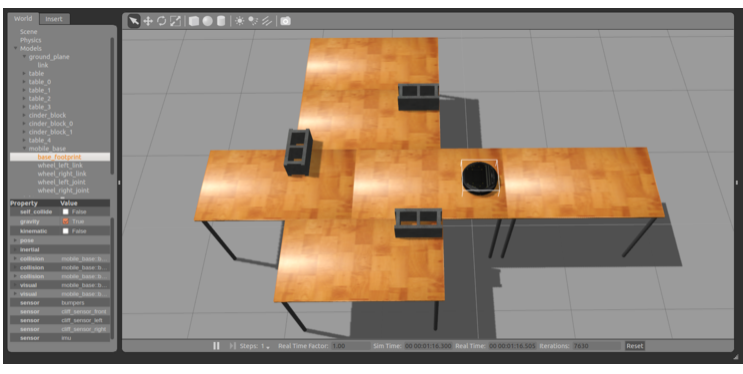 World Insert
Scene
Physics
Models
ground_plane
link
table
table_0
table_1
table_2
table_3
cinder_block
cinder_block_0
cinder_block_1
table_4
mobile_base
base_footprint
wheel_left_link
wheel_right_link
wheel_left_joint
wheel_right_joint
Property Value
self_collide False
gravity True
kinematic False
pose
inertial
collision mobile_base::b...
collision mobile_base::b...
collision mobile_base::b...
visual mobile_base::b...
visual mobile_base::b...
sensor bumpers
sensor cliff_sensor_front
sensor cliff_sensor_left
sensor cliff_sensor_right
sensor imu
Steps: 1 Real Time Factor: 1.00 Sim Time: 00 00:01:16.300 Real Time: 00 00:01:16.505 Iterations: 7630 Reset